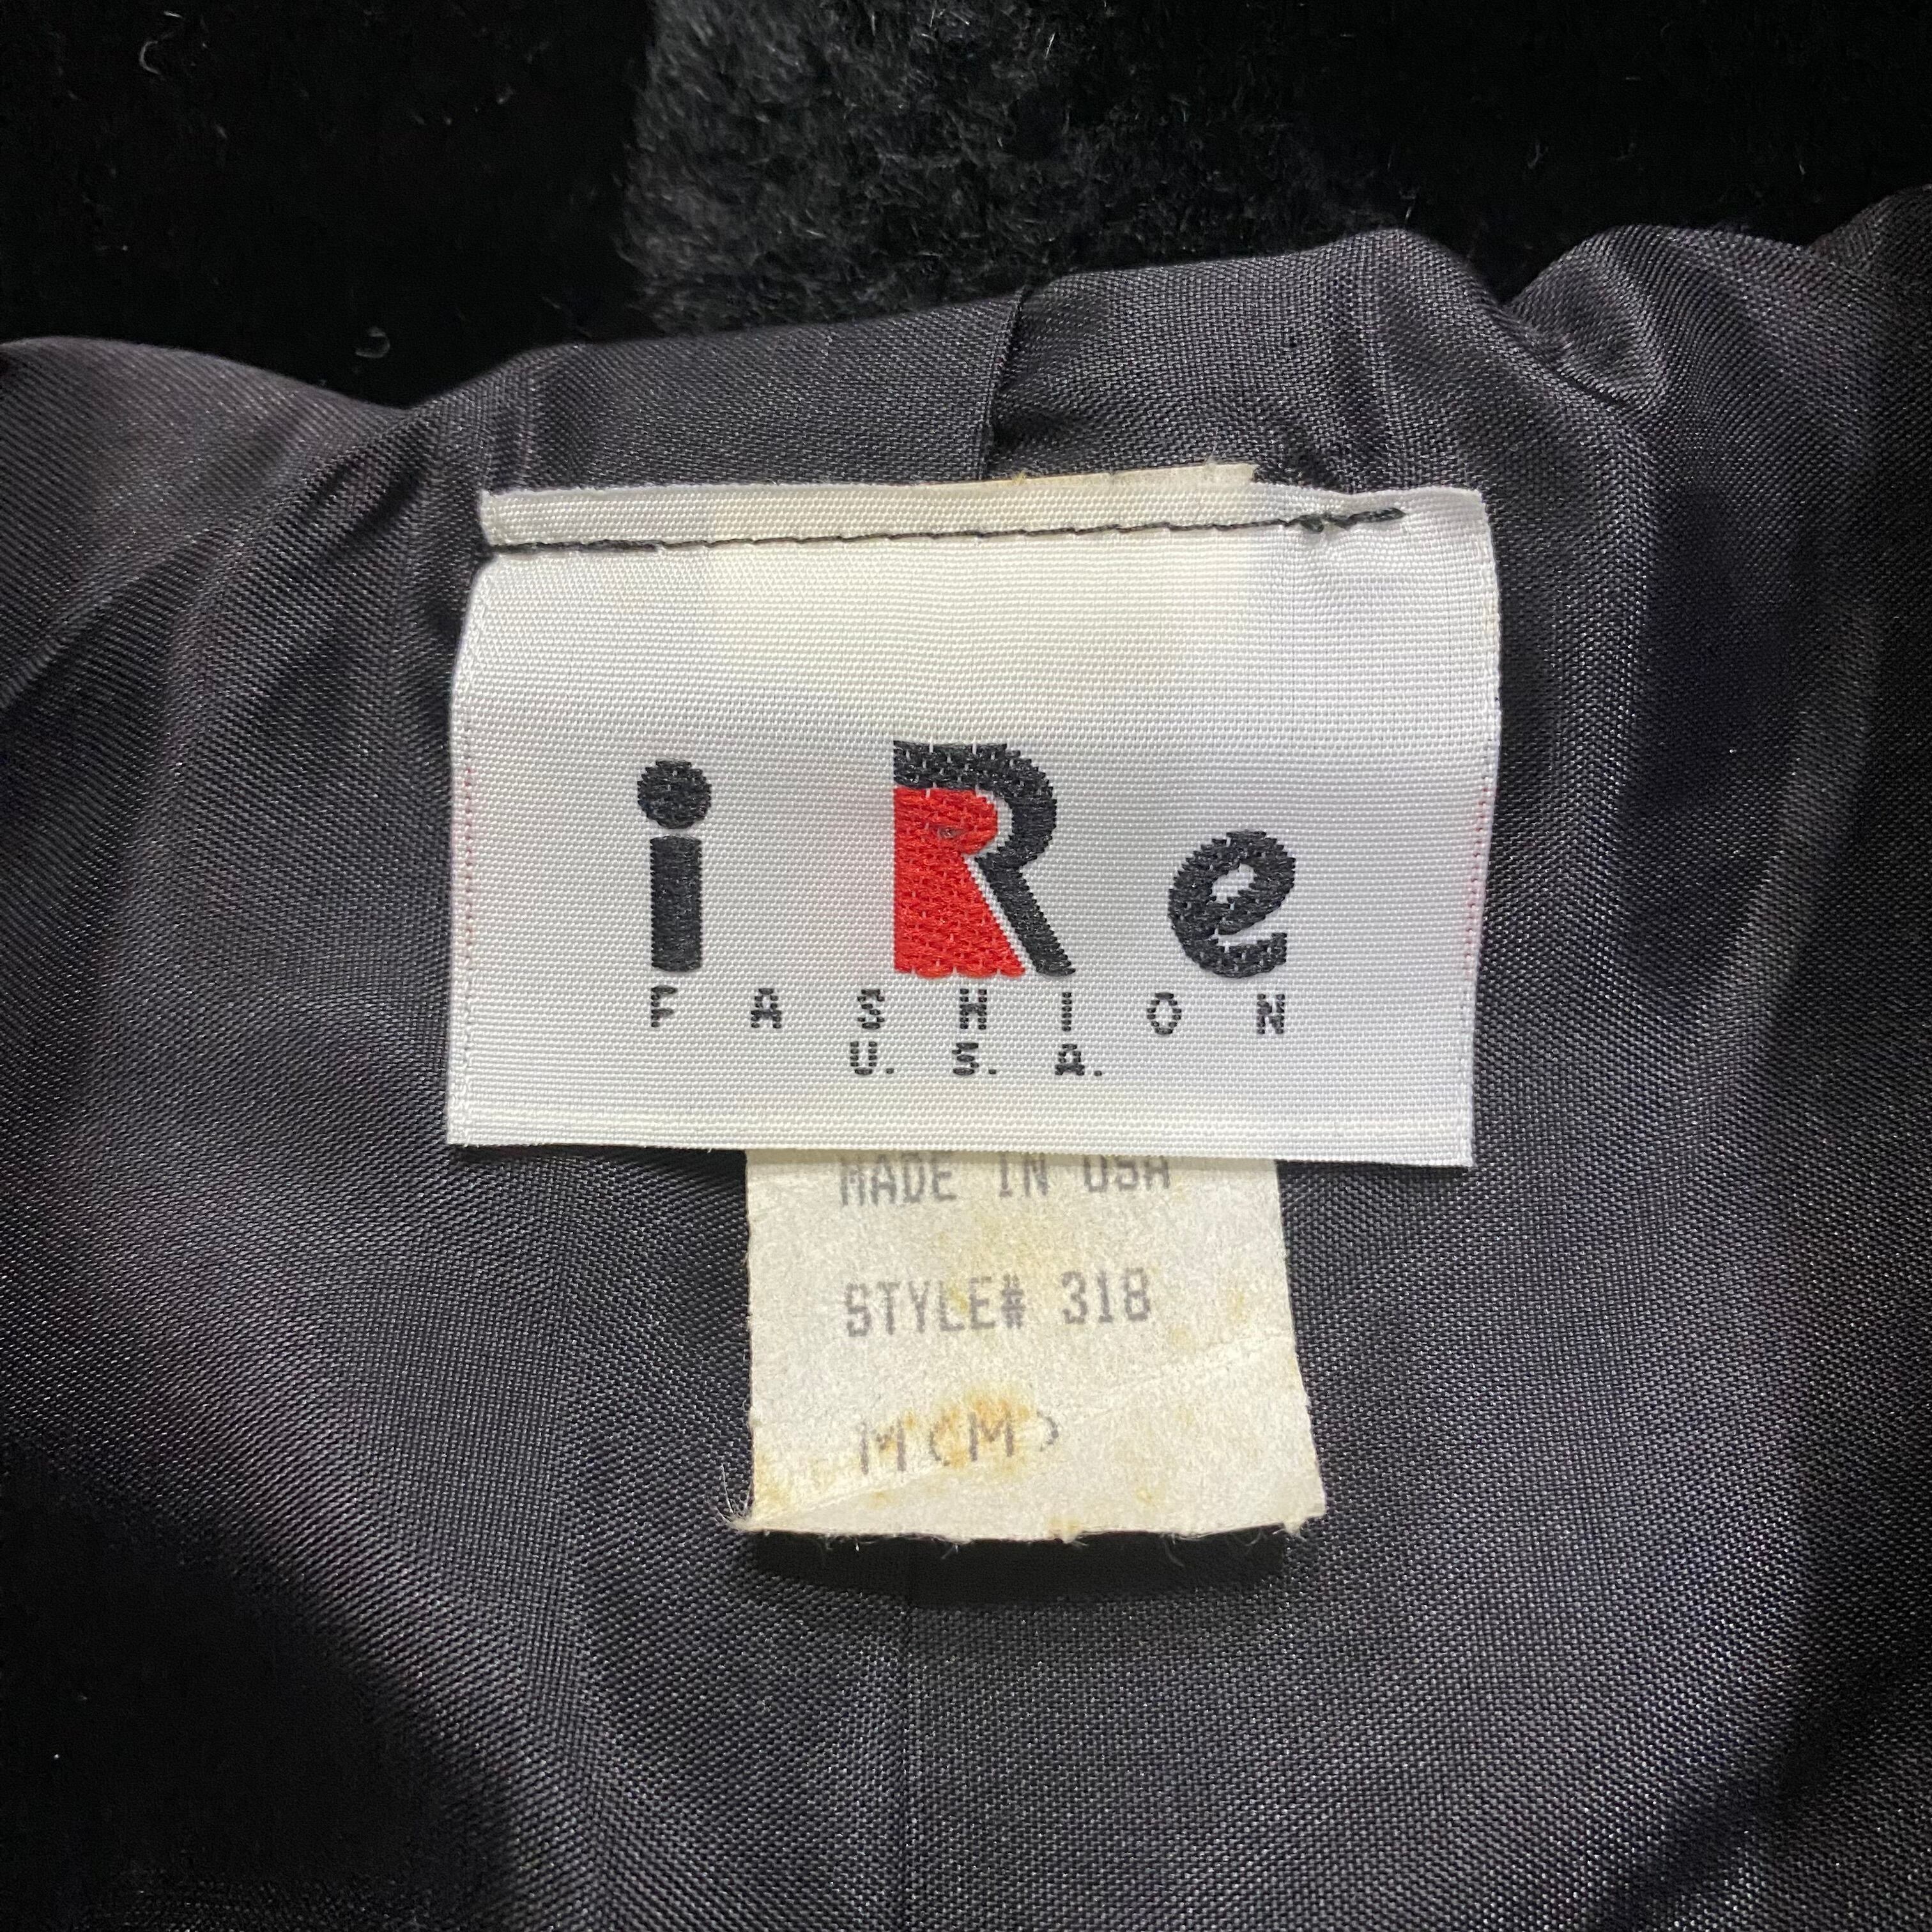 iRe
FASHION
U.S.A.
MADE IN USA
STYLE# 318
M(M)